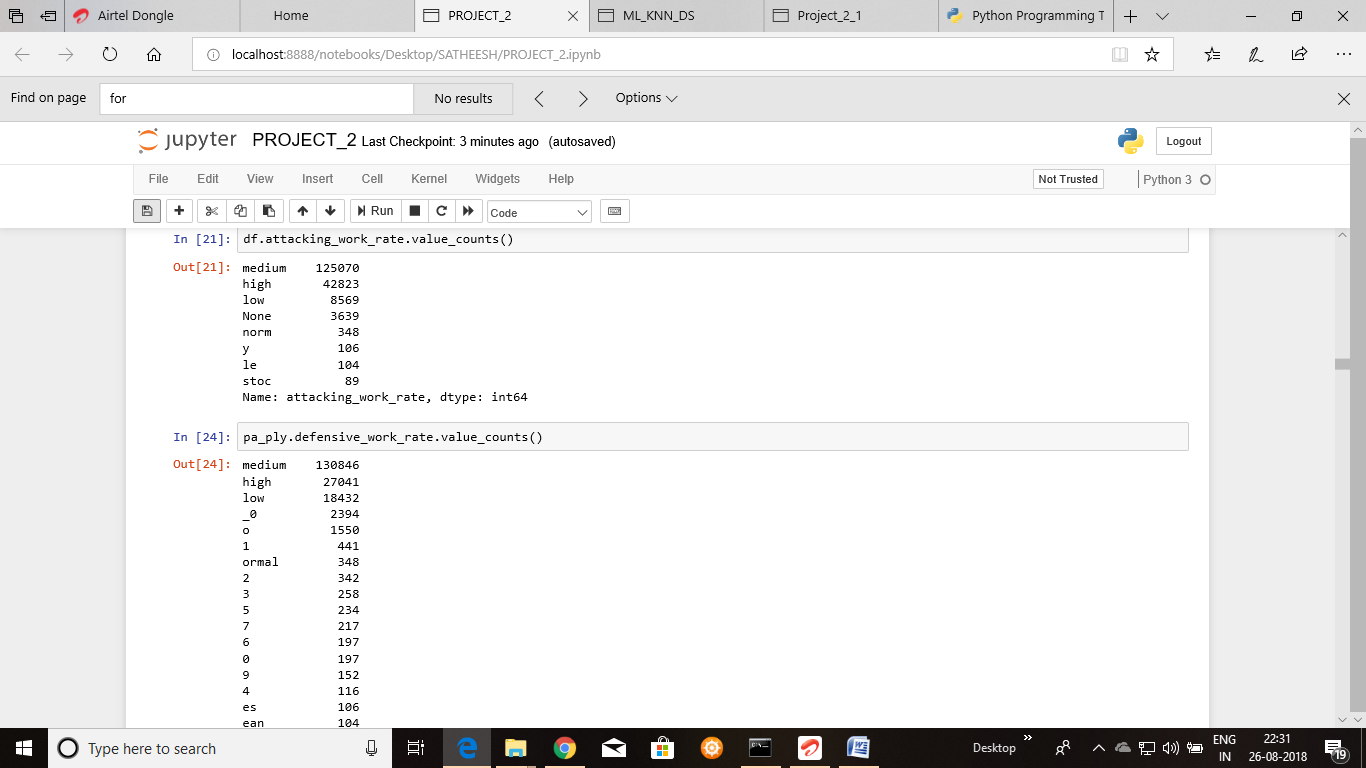 Airtel Dongle Home PROJECT_2 ML_KNN_DS Project_2_1 Python Programming T
localhost:8888/notebooks/Desktop/SATHEESH/PROJECT_2.ipynb
Find on page for No results Options
jupyter PROJECT_2 Last Checkpoint: 3 minutes ago (autosaved) Logout
File Edit View Insert Cell Kernel Widgets Help Not Trusted Python 3
Run Code
In [21]: df.attacking_work_rate.value_counts()
Out[21]: medium 125070
high 42823
low 8569
None 3639
norm 348
y 106
le 104
stoc 89
Name: attacking_work_rate, dtype: int64
In [24]: pa_ply.defensive_work_rate.value_counts()
Out[24]: medium 130846
high 27041
low 18432
_0 2394
o 1550
1 441
ormal 348
2 342
3 258
5 234
7 217
6 197
0 197
9 152
4 116
es 106
ean 104
Type here to search Desktop ENG 22:31
IN 26-08-2018 19